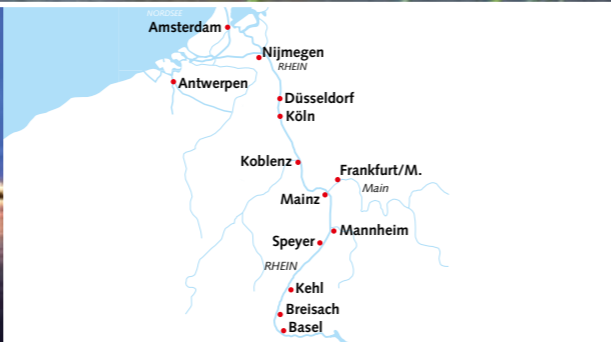 NORDSEE
Amsterdam
Nijmegen
RHEIN
Antwerpen
Düsseldorf
Köln
Koblenz
Frankfurt/M.
Main
Mainz
Mannheim
Speyer
RHEIN
Kehl
Breisach
Basel